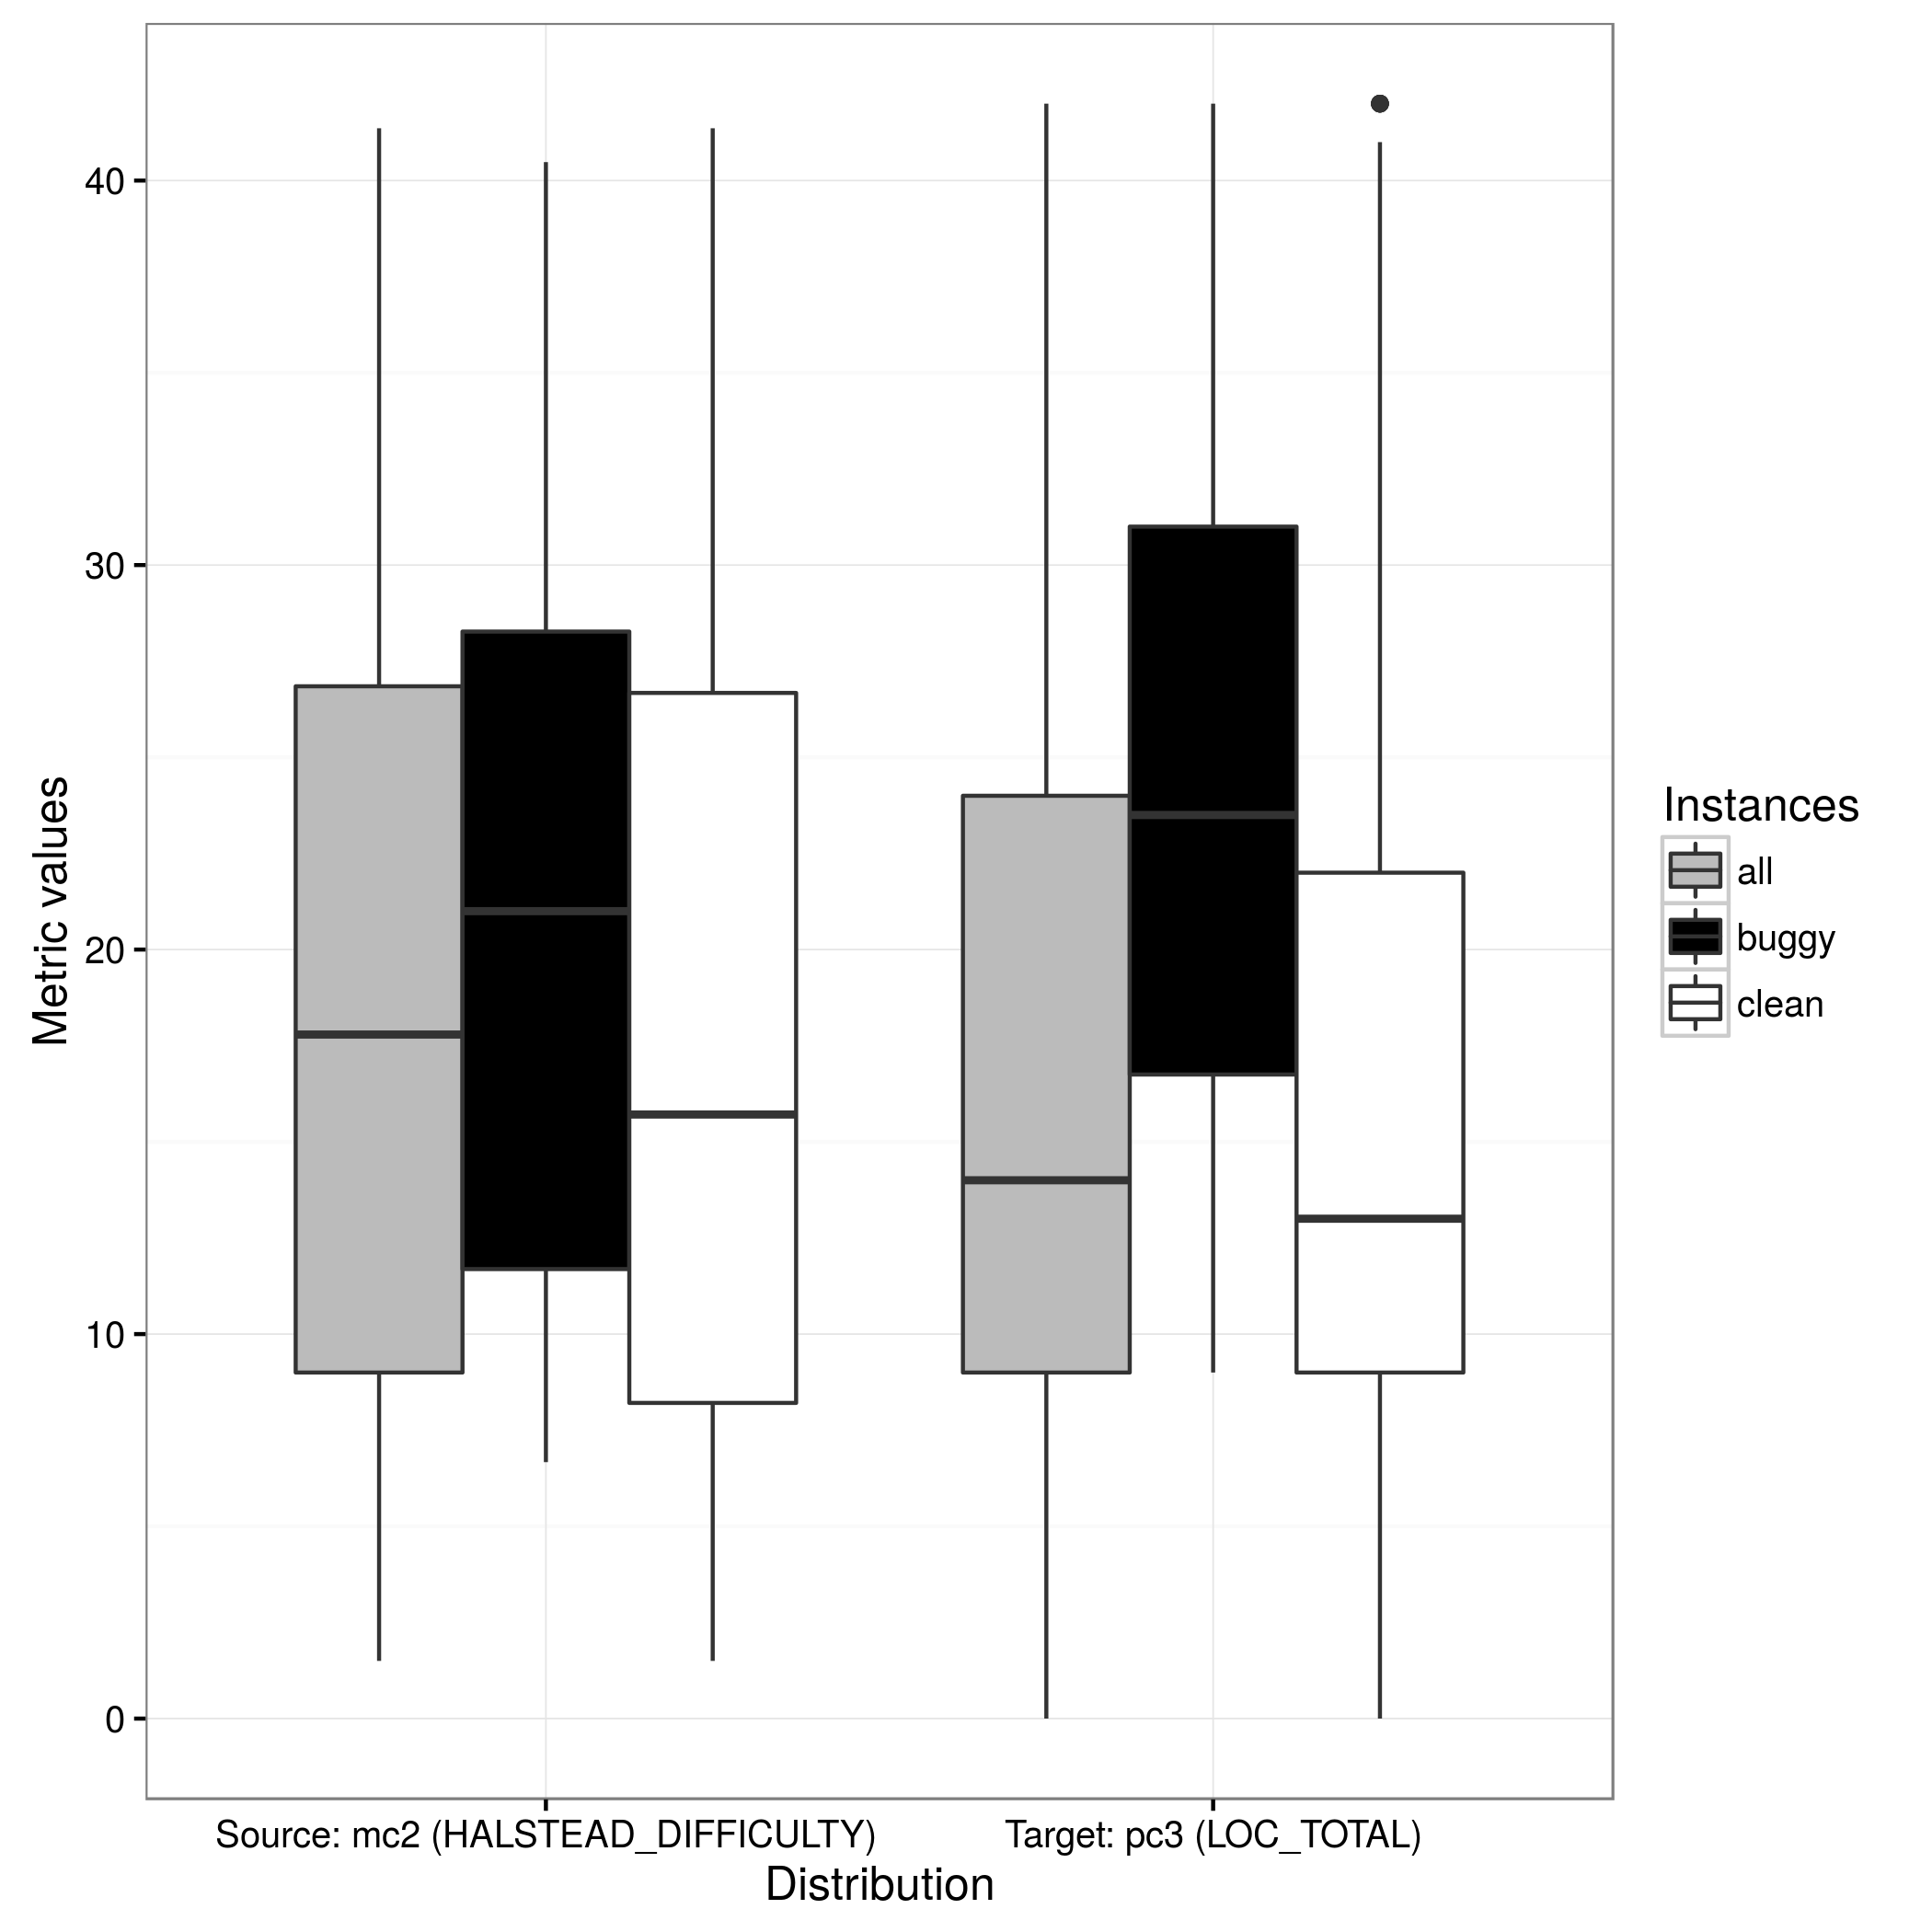 40
30
20
10
0
Metric values
Source: mc2 (HALSTEAD_DIFFICULTY)
Target: pc3 (LOC_TOTAL)
Distribution
Instances
all
buggy
clean